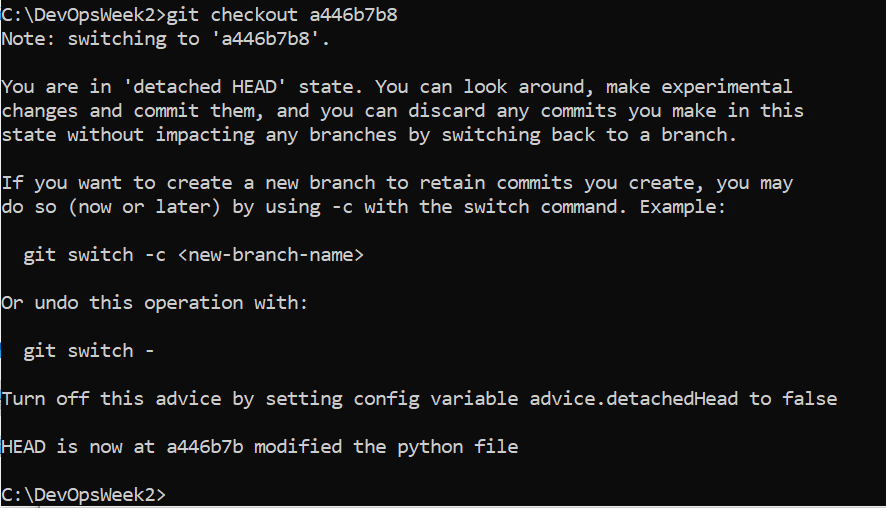 C:\DevOpsWeek2>git checkout a446b7b8
Note: switching to 'a446b7b8'.
You are in 'detached HEAD' state. You can look around, make experimental
changes and commit them, and you can discard any commits you make in this
state without impacting any branches by switching back to a branch.
If you want to create a new branch to retain commits you create, you may
do so (now or later) by using -c with the switch command. Example:
git switch -c <new-branch-name>
Or undo this operation with:
git switch -
Turn off this advice by setting config variable advice.detachedHead to false
HEAD is now at a446b7b modified the python file
C:\DevOpsWeek2>